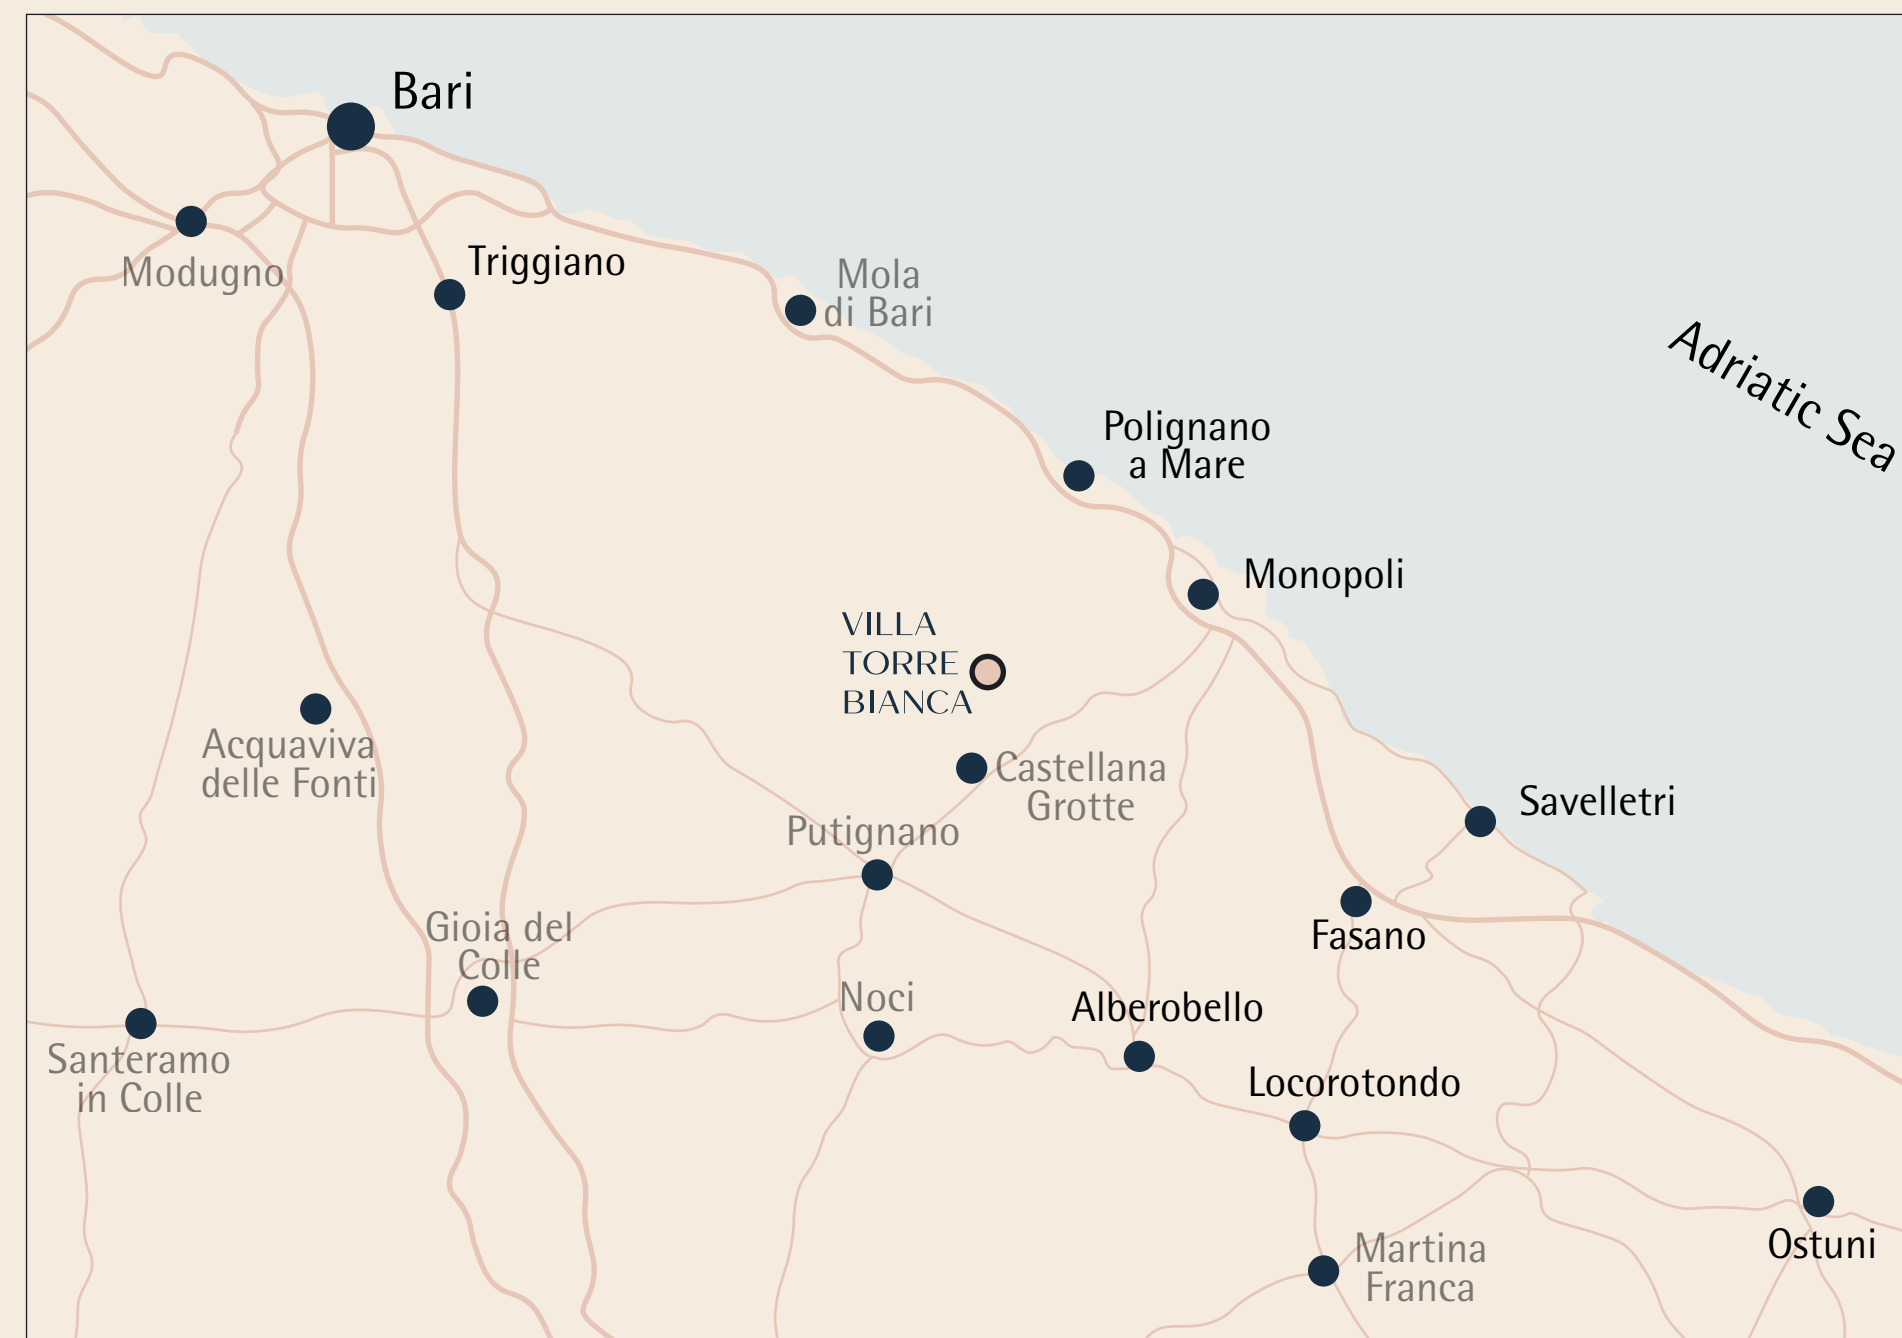 Bari
Modugno
Triggiano
Mola
di Bari
Adriatic Sea
Polignano
a Mare
Monopoli
VILLA
TORRE
BIANCA
Acquaviva
delle Fonti
Castellana
Grotte
Savelletri
Putignano
Gioia del
Colle
Fasano
Noci
Alberobello
Santeramo
in Colle
Locorotondo
Martina
Franca
Ostuni